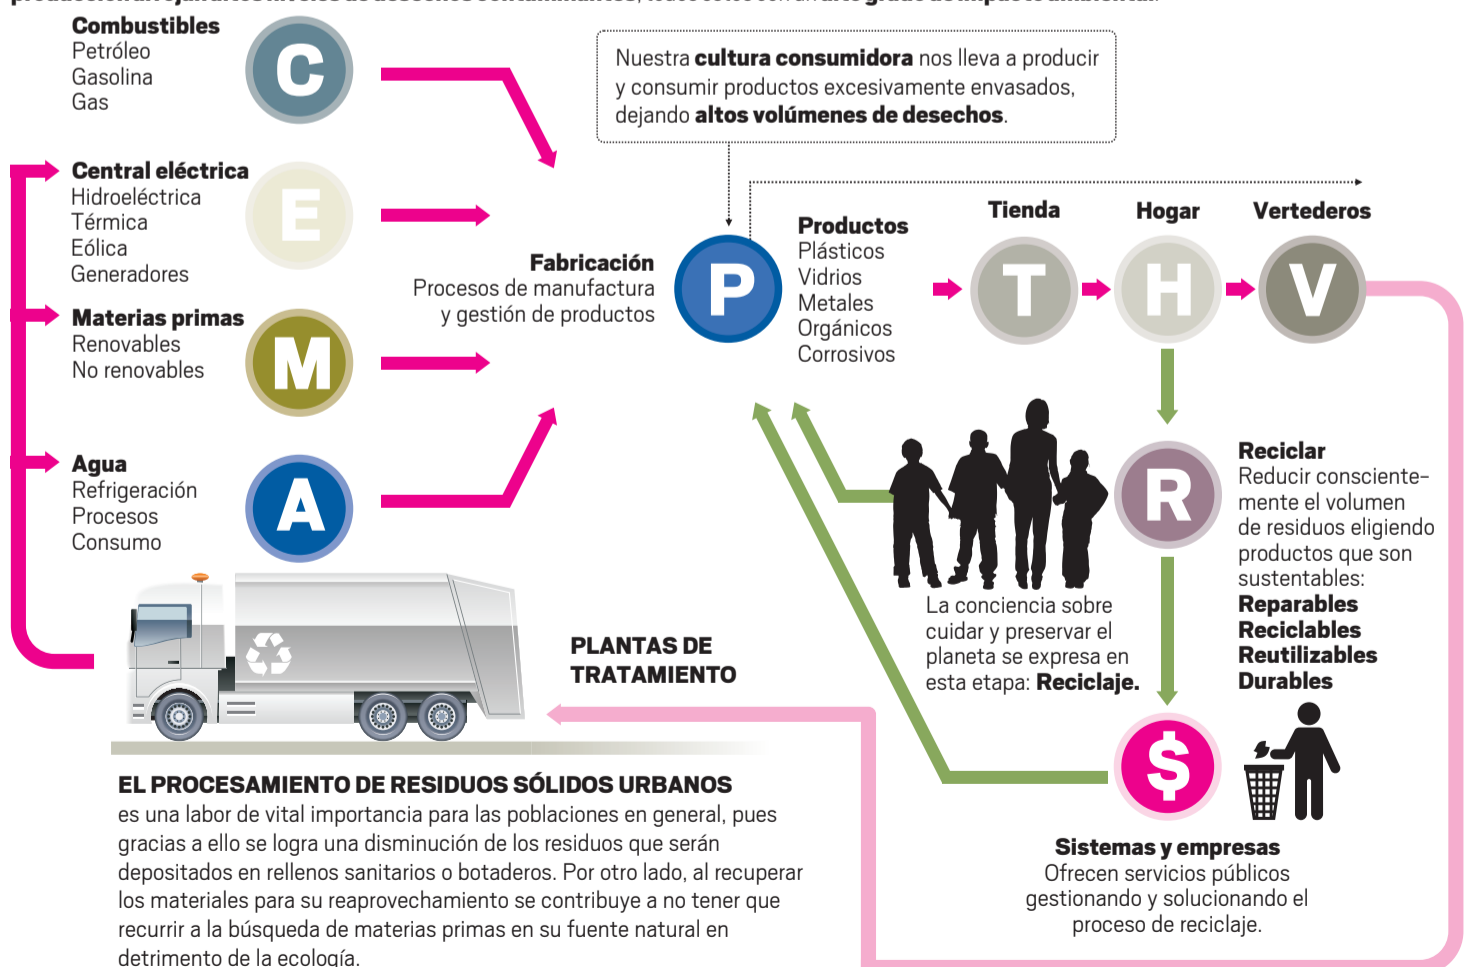 Combustibles
Petróleo
Gasolina
Gas
C
Nuestra cultura consumidora nos lleva a producir
y consumir productos excesivamente envasados,
dejando altos volúmenes de desechos.
Central eléctrica
Hidroeléctrica
Térmica
Eólica
Generadores
E
Materias primas
Renovables
No renovables
M
Agua
Refrigeración
Procesos
Consumo
A
Fabricación
Procesos de manufactura
y gestión de productos
P
Productos
Plásticos
Vidrios
Metales
Orgánicos
Corrosivos
Tienda
T
Hogar
H
Vertederos
V
R
Reciclar
Reducir consciente-
mente el volumen
de residuos eligiendo
productos que son
sustentables:
Reparables
Reciclables
Reutilizables
Durables
La conciencia sobre
cuidar y preservar el
planeta se expresa en
esta etapa: Reciclaje.
$
Sistemas y empresas
Ofrecen servicios públicos
gestionando y solucionando el
proceso de reciclaje.
PLANTAS DE
TRATAMIENTO
EL PROCESAMIENTO DE RESIDUOS SÓLIDOS URBANOS
es una labor de vital importancia para las poblaciones en general, pues
gracias a ello se logra una disminución de los residuos que serán
depositados en rellenos sanitarios o botaderos. Por otro lado, al recuperar
los materiales para su reaprovechamiento se contribuye a no tener que
recurrir a la búsqueda de materias primas en su fuente natural en
detrimento de la ecología.